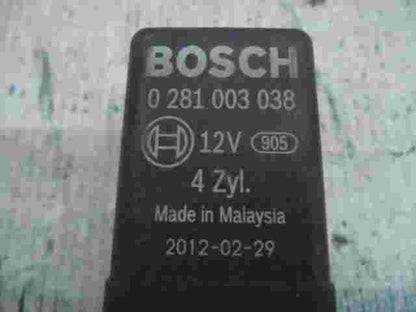 BOSCH
0 281 003 038
12V 905
4 Zyl.
Made in Malaysia
2012-02-29